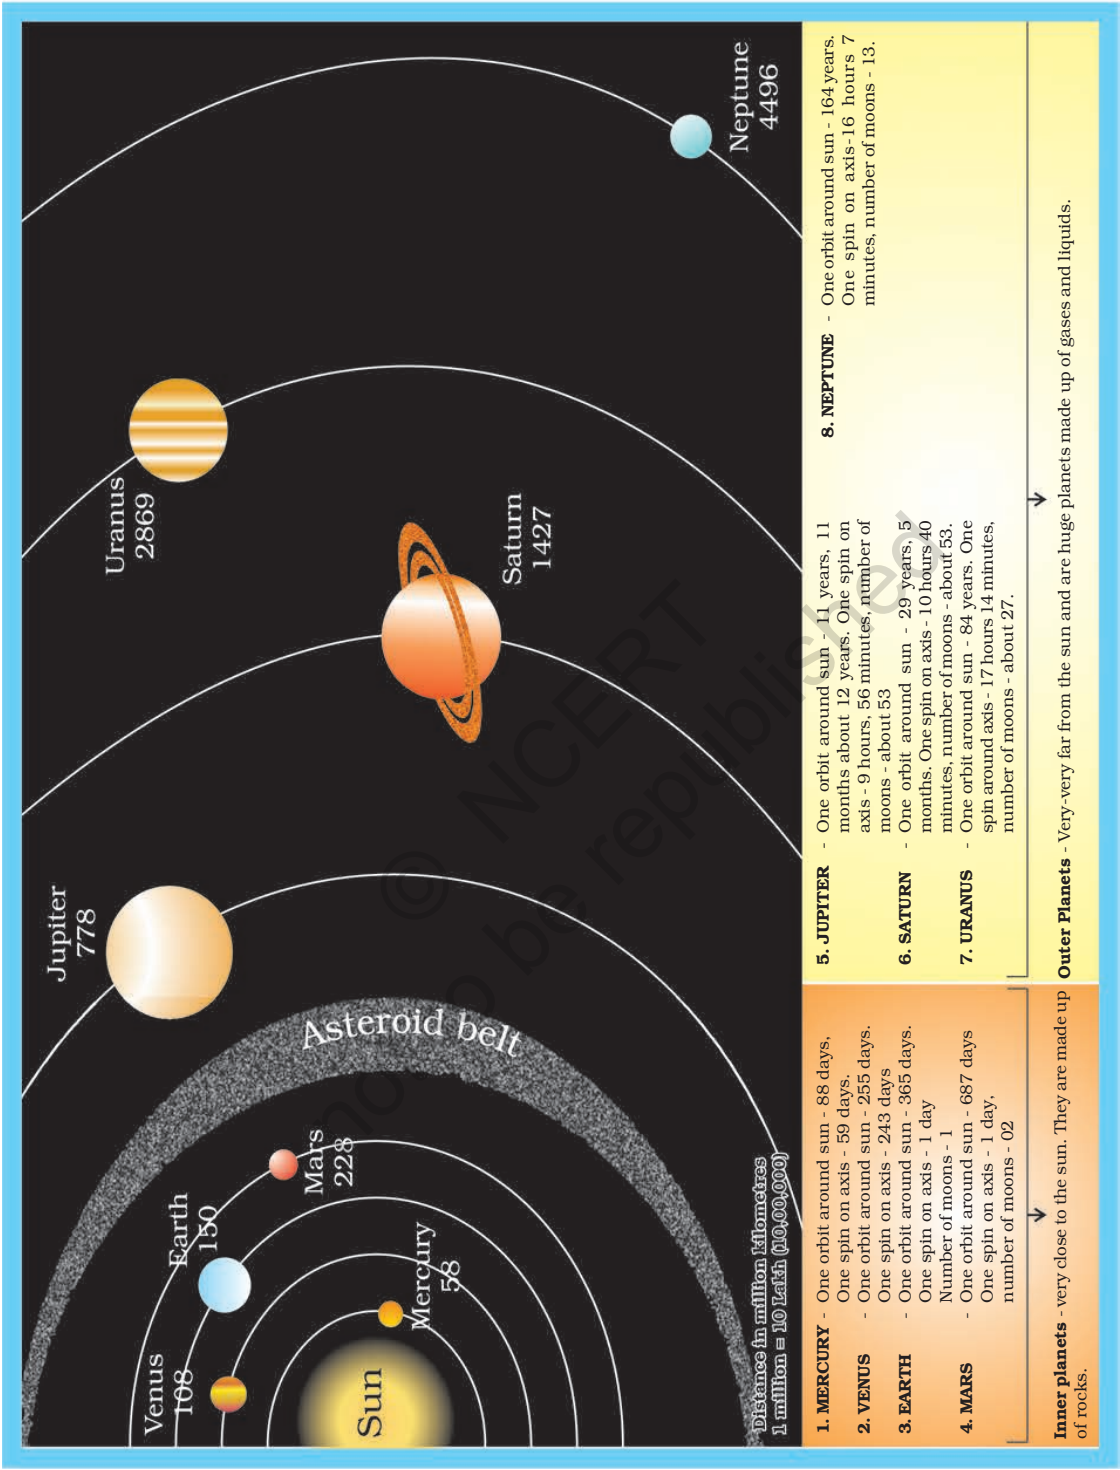 Sun
Mercury
58
Venus
108
Earth
150
Mars
228
Asteroid belt
Jupiter
778
Saturn
1427
Uranus
2869
Neptune
4496
Distance in million kilometres
1 million = 10 Lakh (10,00,000)
1. MERCURY - One orbit around sun - 88 days,
One spin on axis - 59 days.
2. VENUS - One orbit around sun - 255 days.
One spin on axis - 243 days
3. EARTH - One orbit around sun - 365 days.
One spin on axis - 1 day
Number of moons - 1
4. MARS - One orbit around sun - 687 days
One spin on axis - 1 day,
number of moons - 02
Inner planets - very close to the sun. They are made up
of rocks.
5. JUPITER - One orbit around sun - 11 years, 11
months about 12 years. One spin on
axis - 9 hours, 56 minutes, number of
moons - about 53
6. SATURN - One orbit around sun - 29 years, 5
months. One spin on axis - 10 hours 40
minutes, number of moons - about 53.
7. URANUS - One orbit around sun - 84 years. One
spin around axis - 17 hours 14 minutes,
number of moons - about 27.
8. NEPTUNE - One orbit around sun - 164 years.
One spin on axis-16 hours 7
minutes, number of moons - 13.
Outer Planets - Very-very far from the sun and are huge planets made up of gases and liquids.
© NCERT
not to be republished